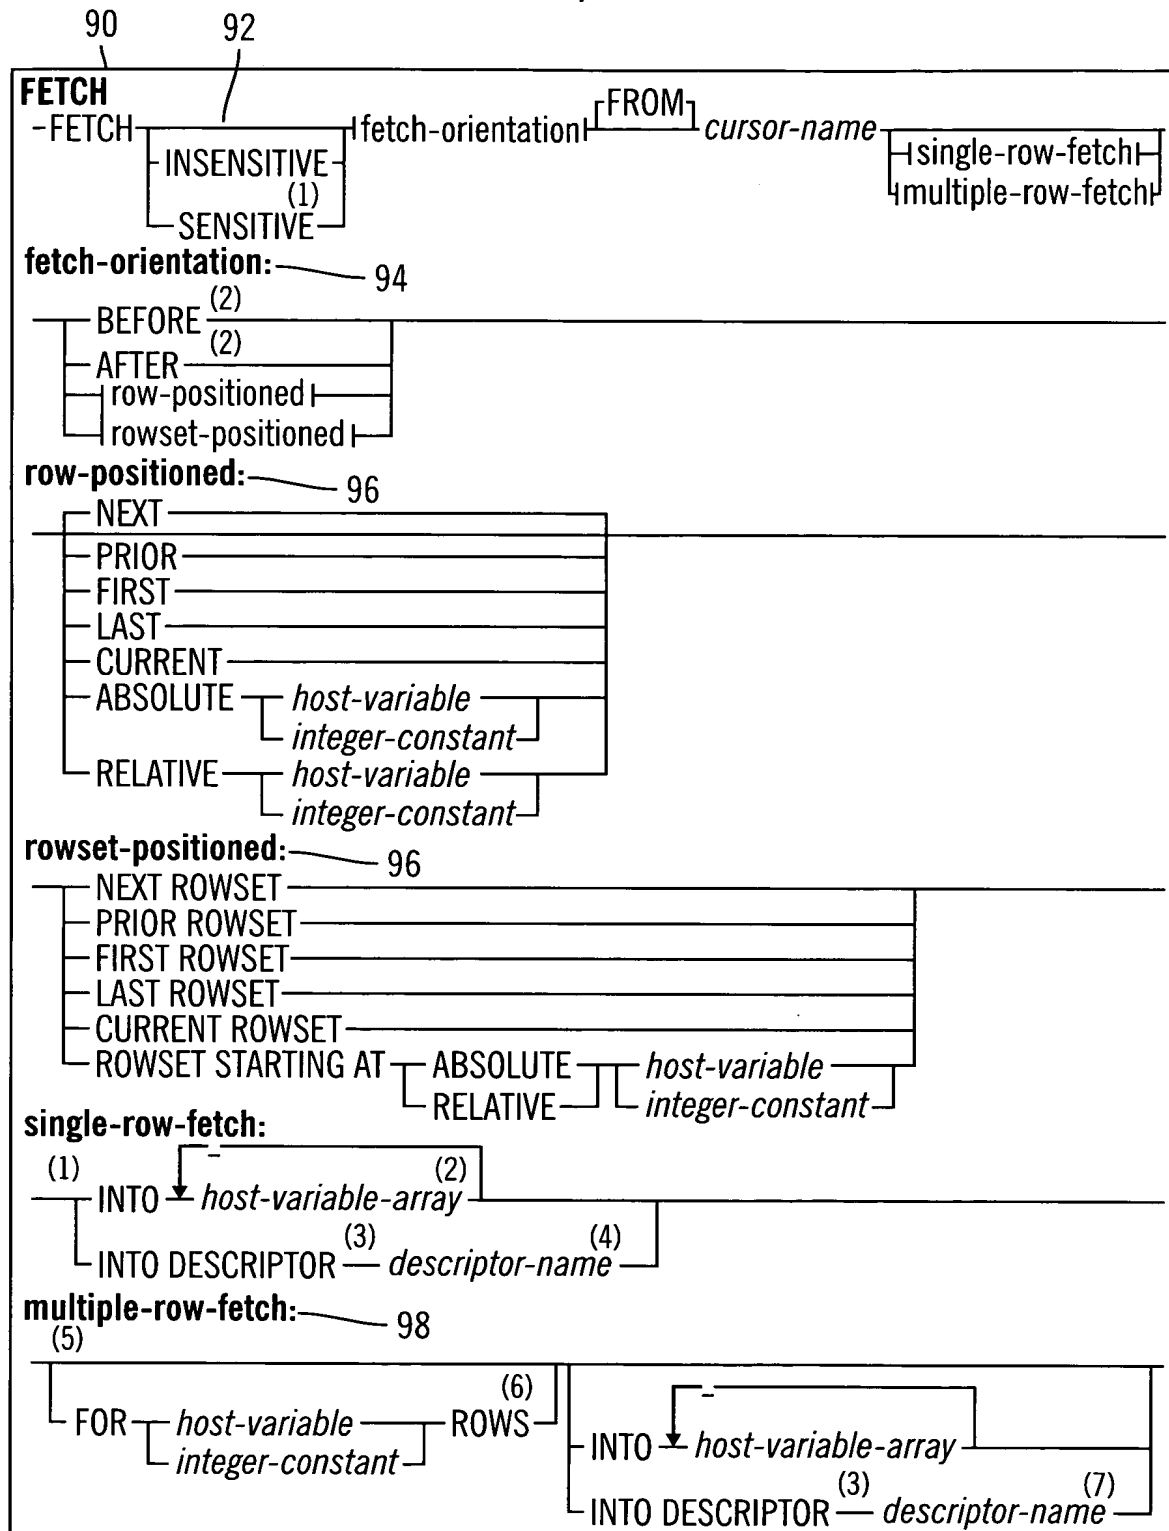 90
92
FETCH
FROM
FETCH fetch-orientation cursor-name
single-row-fetch
INSENSITIVE
multiple-row-fetch
(1)
SENSITIVE
fetch-orientation: 94
(2)
BEFORE
(2)
AFTER
row-positioned
rowset-positioned
row-positioned: 96
NEXT
PRIOR
FIRST
LAST
CURRENT
ABSOLUTE host-variable
integer-constant
RELATIVE host-variable
integer-constant
rowset-positioned: 96
NEXT ROWSET
PRIOR ROWSET
FIRST ROWSET
LAST ROWSET
CURRENT ROWSET
ROWSET STARTING AT ABSOLUTE host-variable
RELATIVE integer-constant
single-row-fetch:
(1) (2)
INTO host-variable-array
(3) (4)
INTO DESCRIPTOR descriptor-name
multiple-row-fetch: 98
(5)
(6)
FOR host-variable ROWS
integer-constant
INTO host-variable-array
(3) (7)
INTO DESCRIPTOR descriptor-name